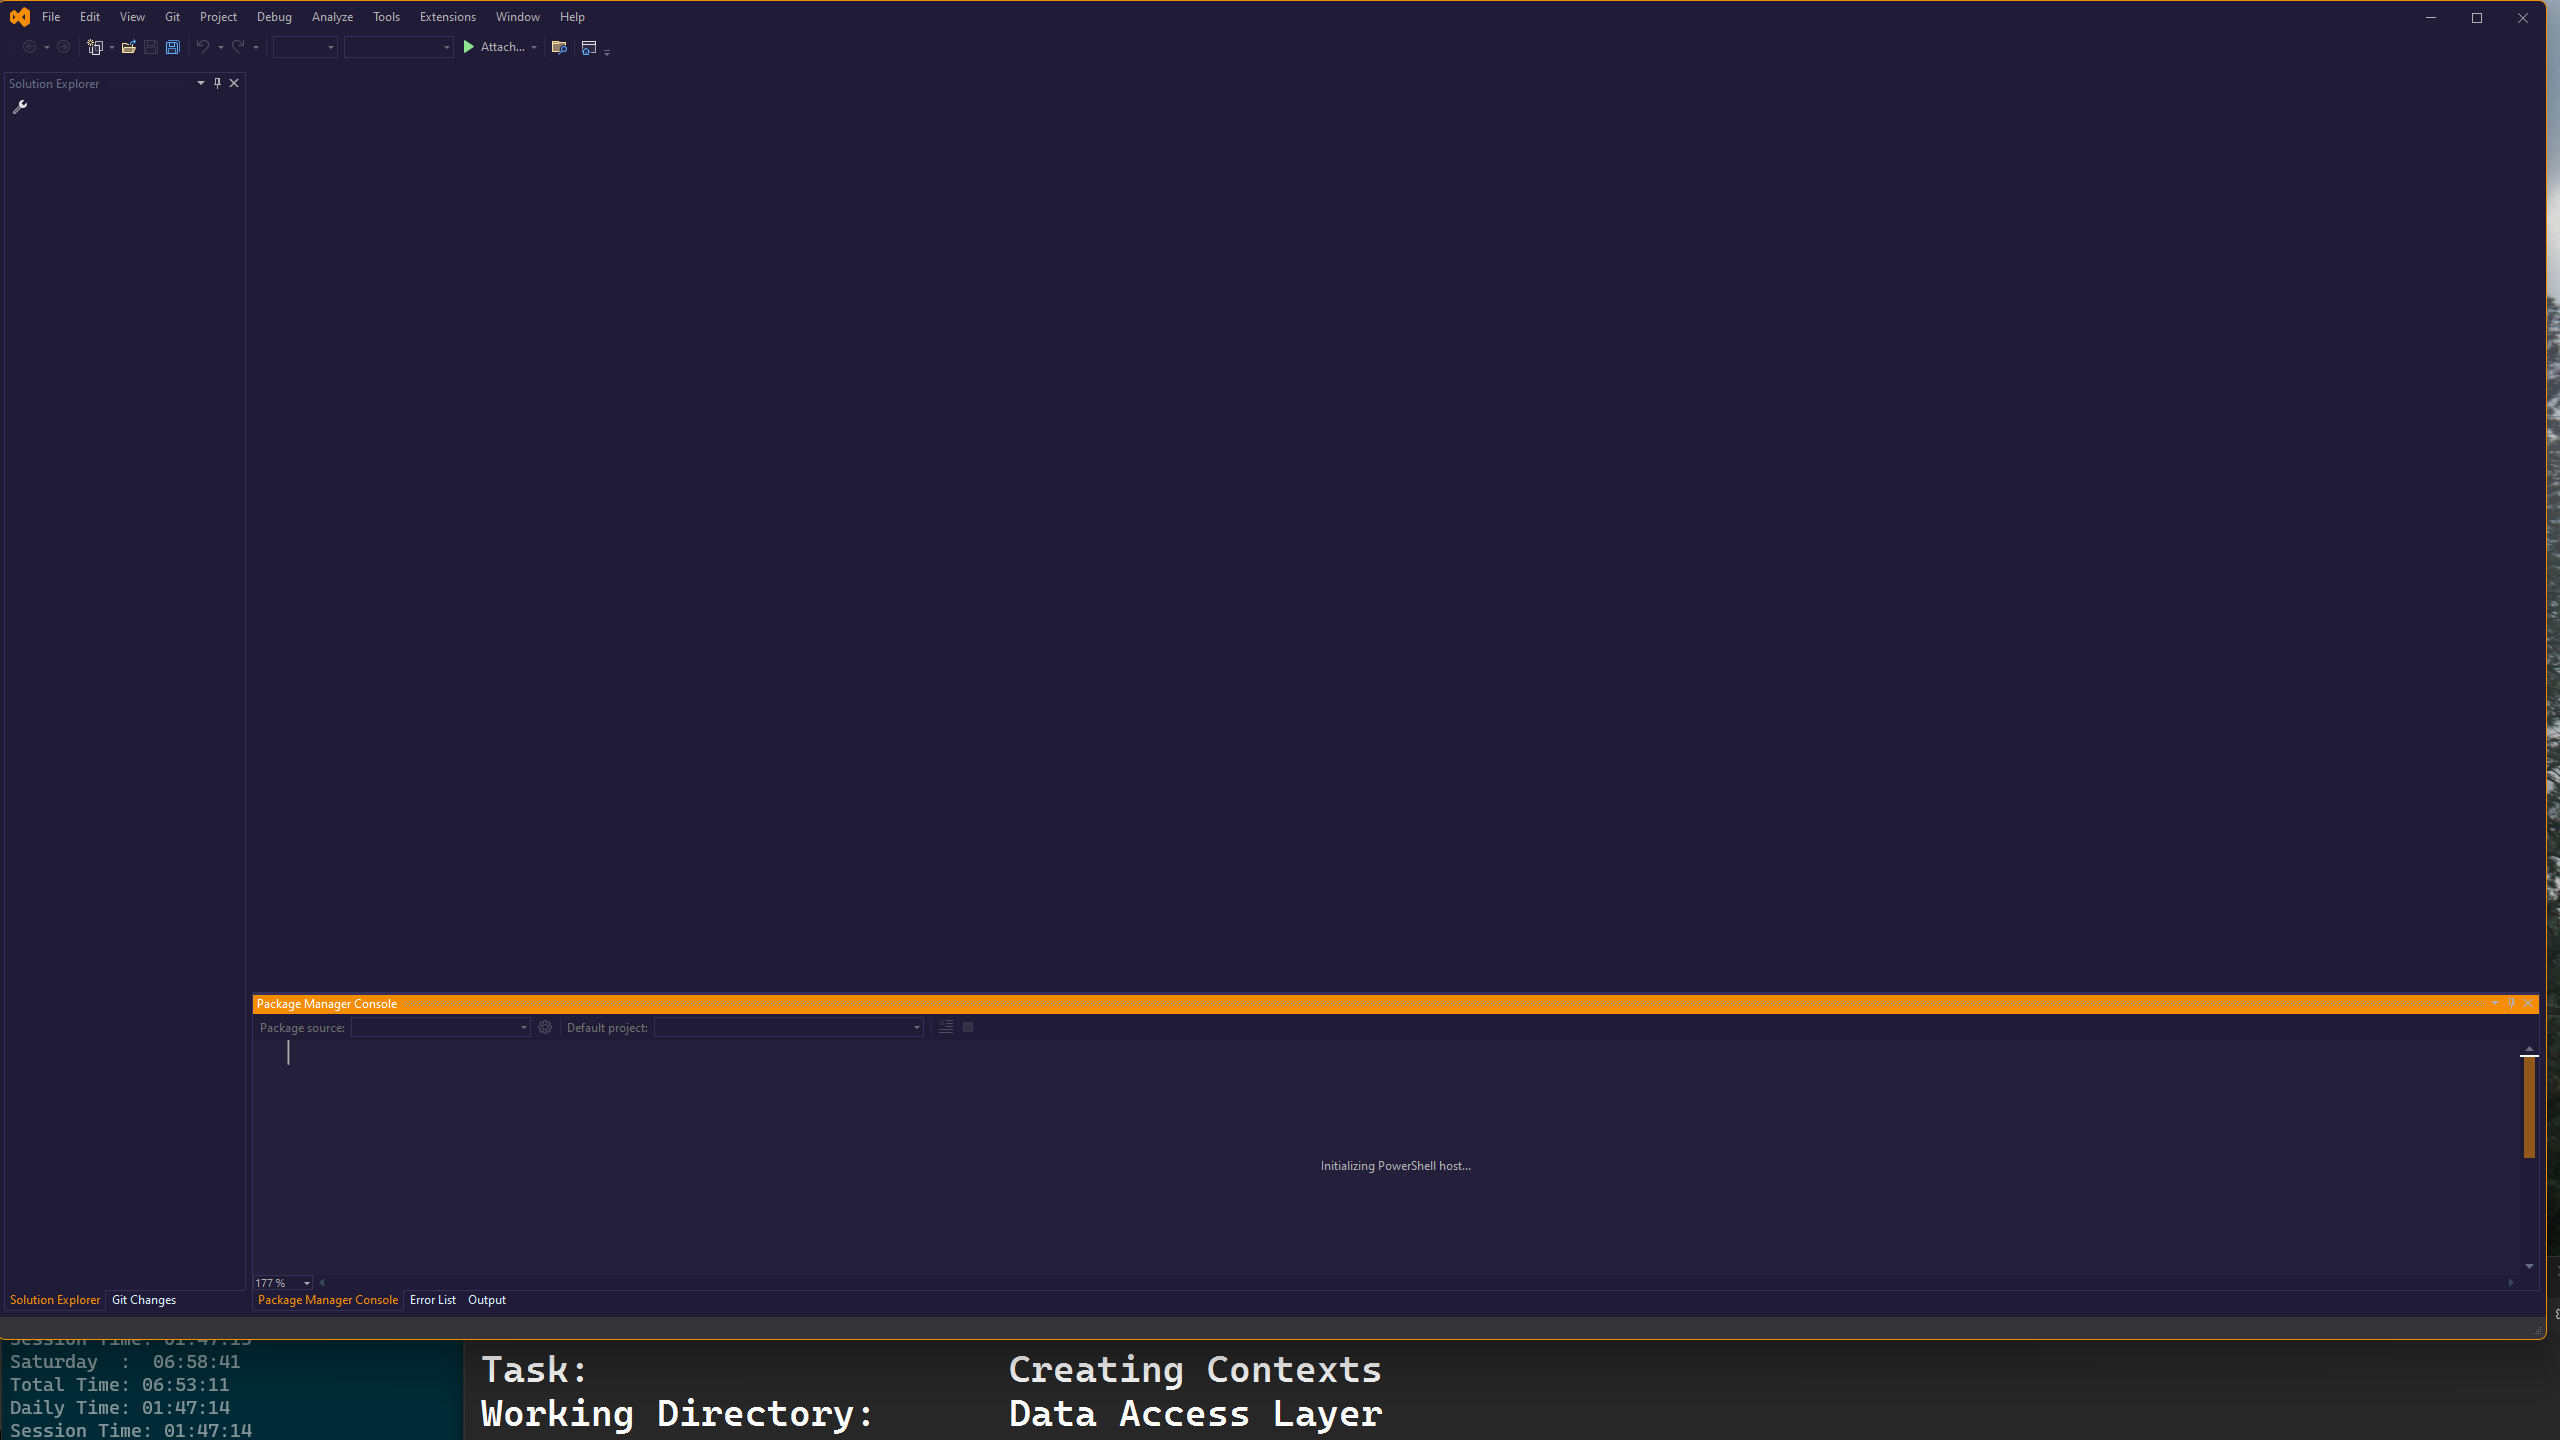 File Edit View Git Project Debug Analyze Tools Extensions Window Help
Attach...
Solution Explorer
Package Manager Console
Package source: Default project:
Initializing PowerShell host...
177 %
Solution Explorer Git Changes
Package Manager Console Error List Output
Session Time: 01:47:13
Saturday : 06:58:41
Total Time: 06:53:11
Daily Time: 01:47:14
Session Time: 01:47:14
Task: Creating Contexts
Working Directory: Data Access Layer